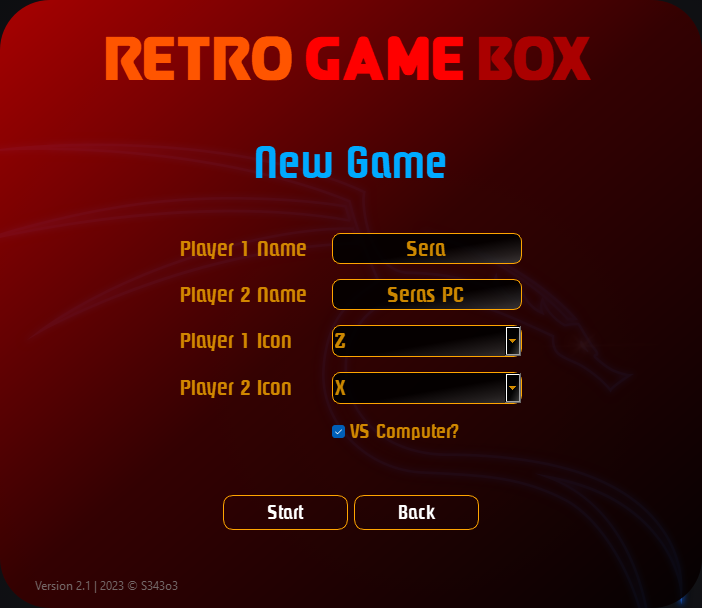 RETRO GAME BOX
New Game
Player 1 Name Sera
Player 2 Name Seras PC
Player 1 Icon Z
Player 2 Icon X
VS Computer?
Start Back
Version 2.1 | 2023 © S343o3